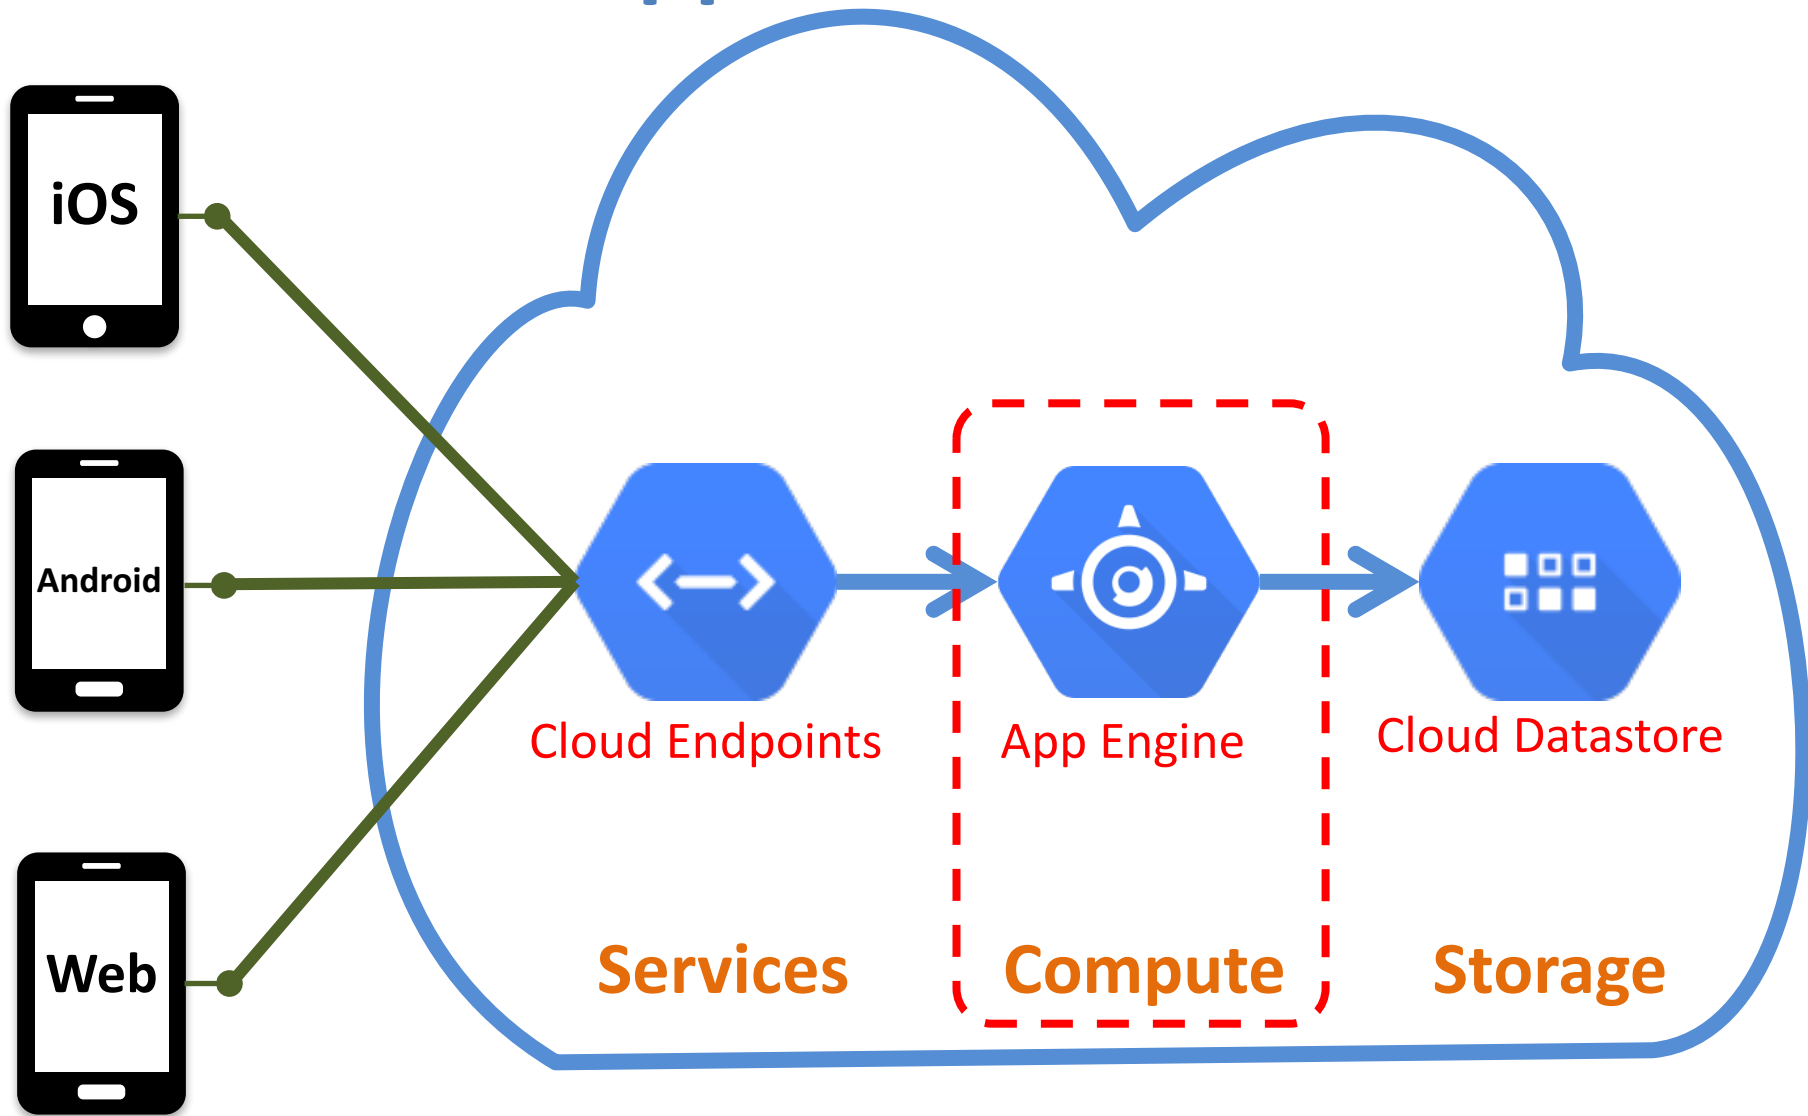 iOS
Android
Web
Cloud Endpoints
App Engine
Cloud Datastore
Services
Compute
Storage